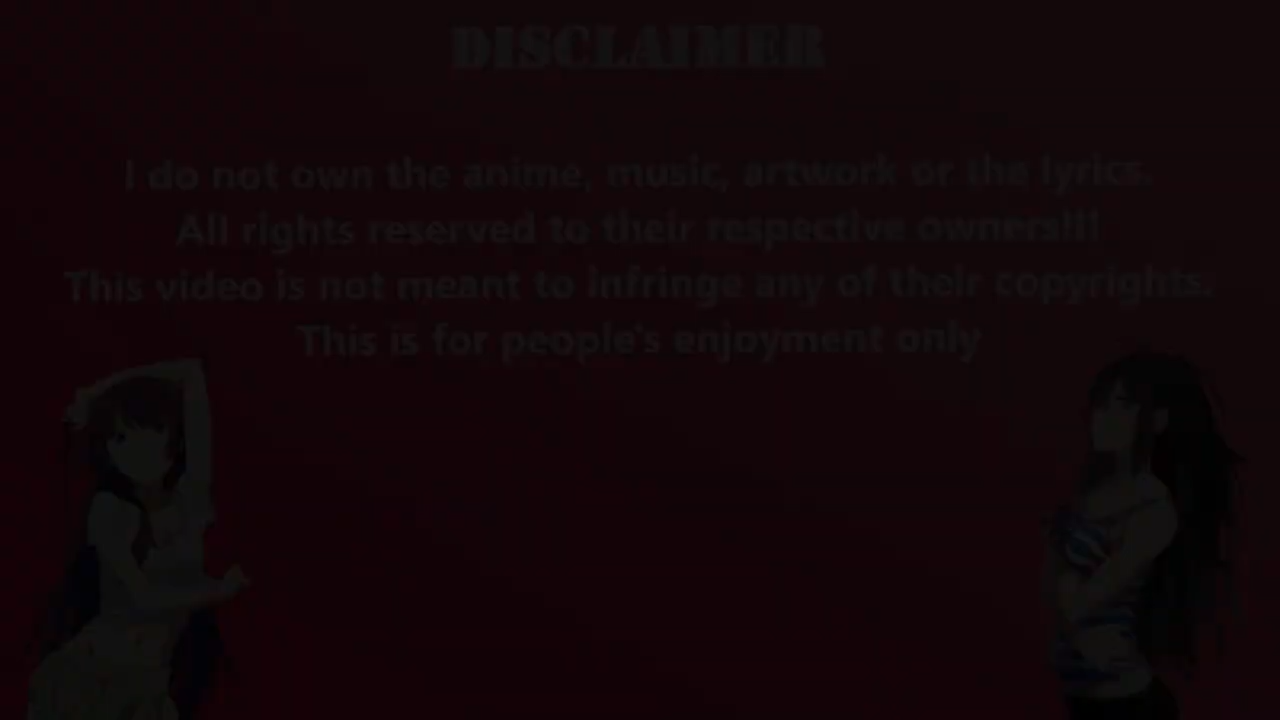 DISCLAIMER
I do not own the anime, music, artwork or the lyrics.
All rights reserved to their respective owners!!!
This video is not meant to infringe any of their copyrights.
This is for people's enjoyment only